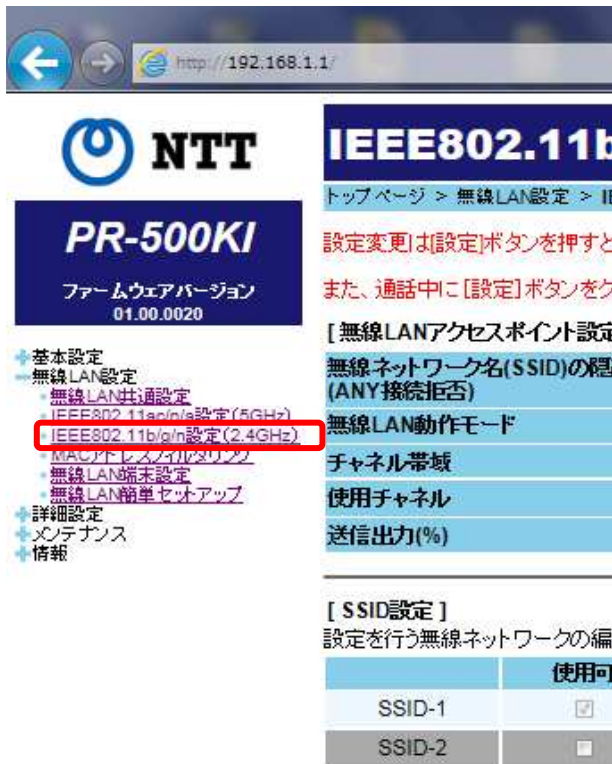 http://192.168.1.1/
NTT
PR-500KI
ファームウェアバージョン
01.00.0020
基本設定
無線LAN設定
無線LAN共通設定
IEEE802.11ac/n/a設定(5GHz)
IEEE802.11b/g/n設定(2.4GHz)
MACアドレスフィルタリング
無線LAN端末設定
無線LAN簡単セットアップ
詳細設定
メンテナンス
情報
IEEE802.11b
トップページ > 無線LAN設定 > IE
設定変更は[設定]ボタンを押すと
また、通話中に[設定]ボタンをク
[無線LANアクセスポイント設定
無線ネットワーク名(SSID)の隠
(ANY接続拒否)
無線LAN動作モード
チャネル帯域
使用チャネル
送信出力(%)
[ SSID設定 ]
設定を行う無線ネットワークの編
使用可
SSID-1
SSID-2